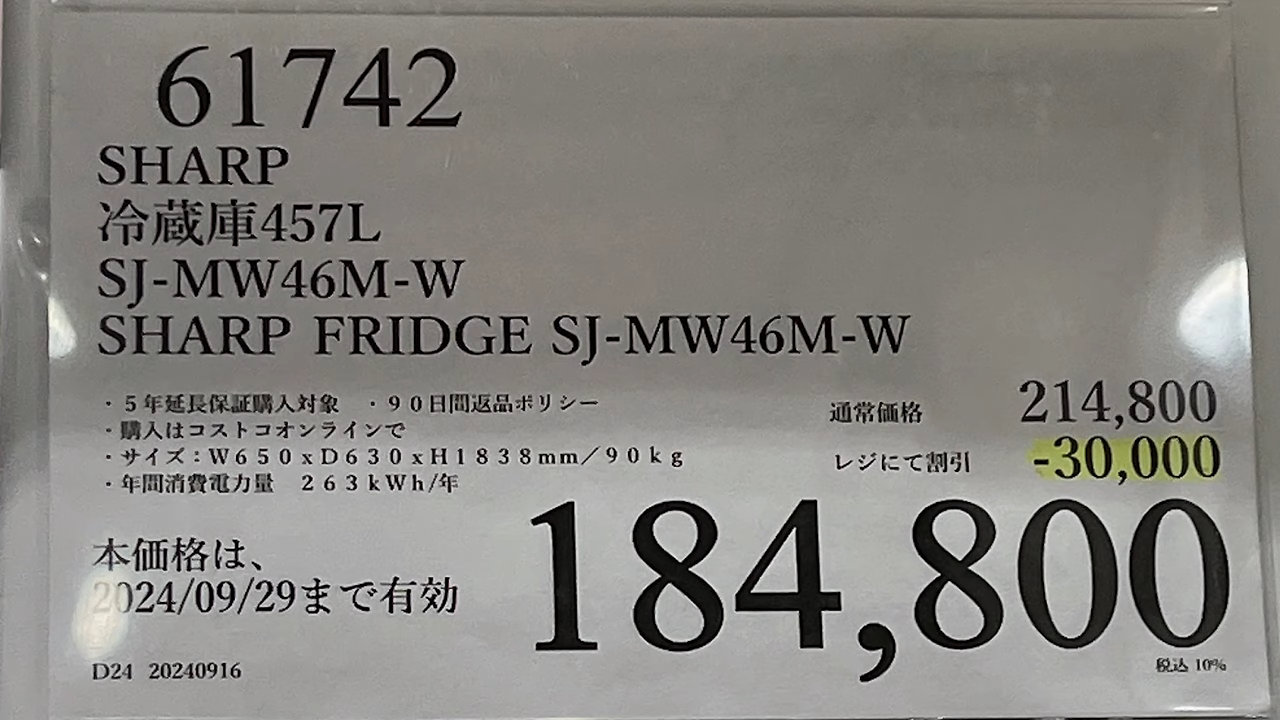 61742
SHARP
冷蔵庫457L
SJ-MW46M-W
SHARP FRIDGE SJ-MW46M-W
・５年延長保証購入対象　・９０日間返品ポリシー
・購入はコストコオンラインで
・サイズ：Ｗ６５０ｘＤ６３０ｘＨ１８３８mm／９０ｋｇ
・年間消費電力量　２６３ｋＷｈ/年
通常価格 214,800
レジにて割引 -30,000
184,800
本価格は、
2024/09/29まで有効
税込 10%
D24 20240916